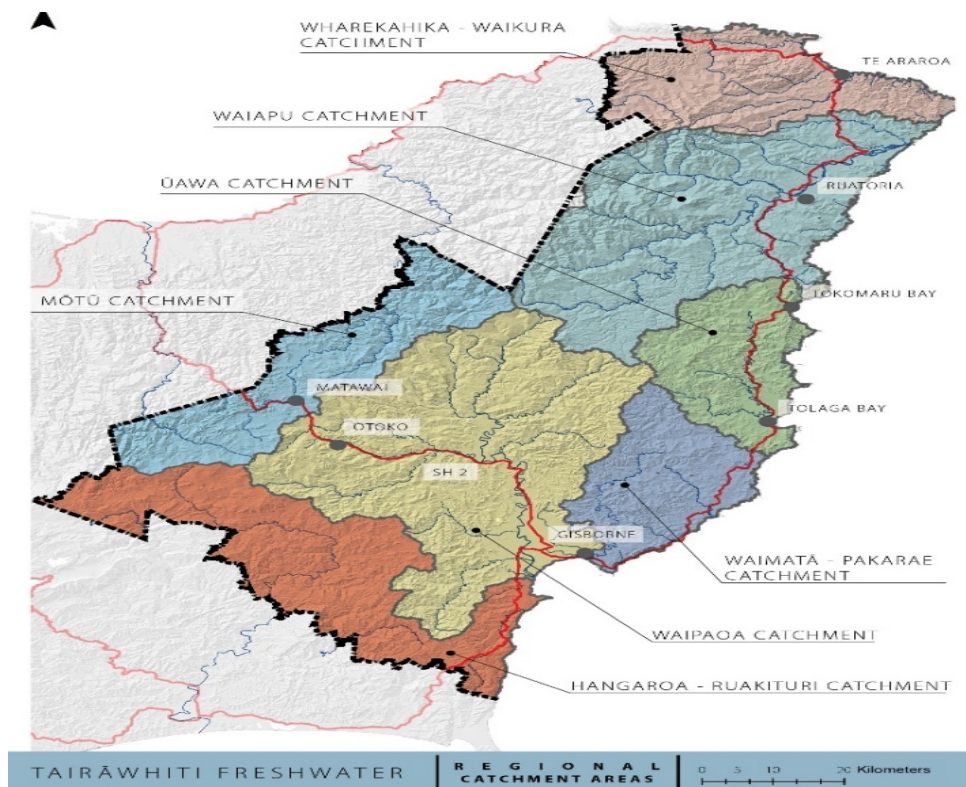 WHAREKAHIKA - WAIKURA
CATCHMENT
TE ARAROA
WAIAPU CATCHMENT
ŪAWA CATCHMENT
RUATORIA
MŌTŪ CATCHMENT
TOKOMARU BAY
MATAWAI
TOLAGA BAY
OTOKO
SH 2
GISBORNE
WAIMATĀ - PAKARAE
CATCHMENT
WAIPAOA CATCHMENT
HANGAROA - RUAKITURI CATCHMENT
TAIRĀWHITI FRESHWATER
REGIONAL
CATCHMENT AREAS
0 5 10 20 Kilometers